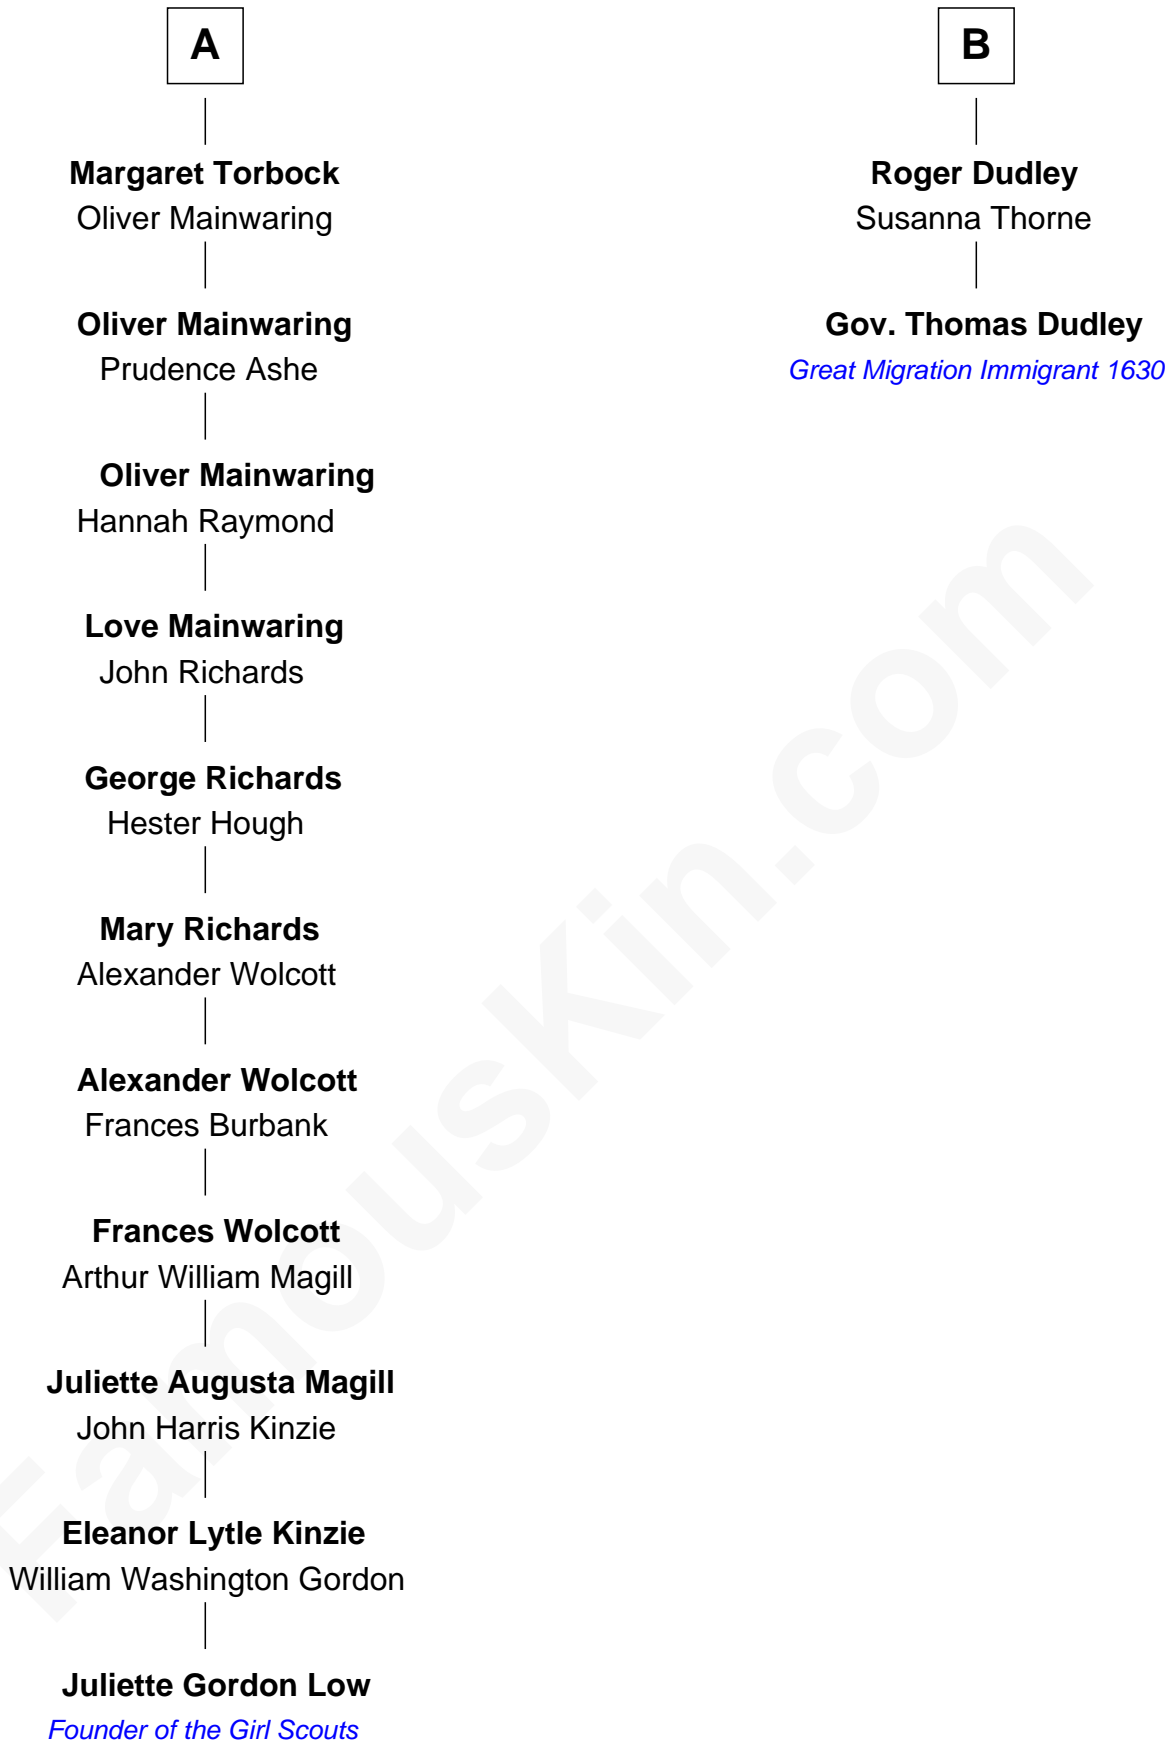 A
Margaret Torbock
Oliver Mainwaring
Oliver Mainwaring
Prudence Ashe
Oliver Mainwaring
Hannah Raymond
Love Mainwaring
John Richards
George Richards
Hester Hough
Mary Richards
Alexander Wolcott
Alexander Wolcott
Frances Burbank
Frances Wolcott
Arthur William Magill
Juliette Augusta Magill
John Harris Kinzie
Eleanor Lytle Kinzie
William Washington Gordon
Juliette Gordon Low
Founder of the Girl Scouts
B
Roger Dudley
Susanna Thorne
Gov. Thomas Dudley
Great Migration Immigrant 1630
FamousKin.com